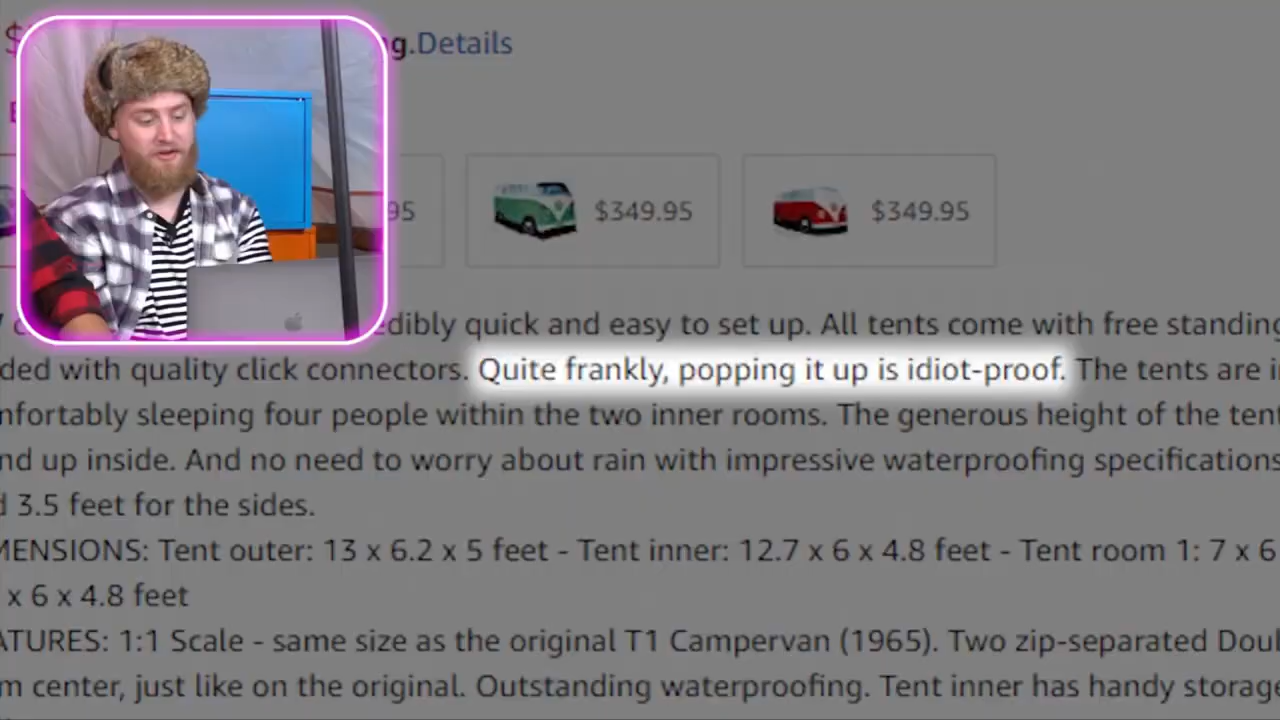 $
g.Details
95
$349.95
$349.95
edibly quick and easy to set up. All tents come with free standing
ded with quality click connectors. Quite frankly, popping it up is idiot-proof. The tents are i
nfortably sleeping four people within the two inner rooms. The generous height of the ten
nd up inside. And no need to worry about rain with impressive waterproofing specifications
d 3.5 feet for the sides.
MENSIONS: Tent outer: 13 x 6.2 x 5 feet - Tent inner: 12.7 x 6 x 4.8 feet - Tent room 1: 7 x 6
x 6 x 4.8 feet
ATURES: 1:1 Scale - same size as the original T1 Campervan (1965). Two zip-separated Dou
m center, just like on the original. Outstanding waterproofing. Tent inner has handy storage